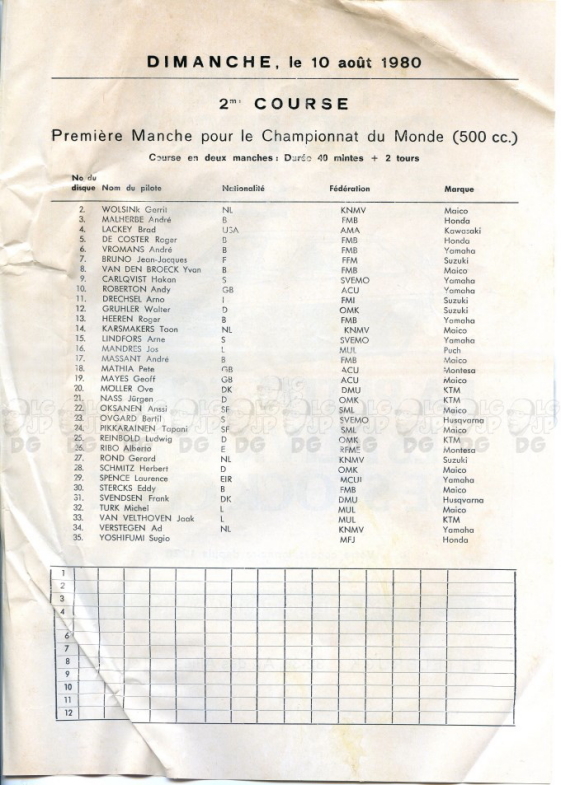 DIMANCHE, le 10 août 1980
2me COURSE
Première Manche pour le Championnat du Monde (500 cc.)
Course en deux manches: Durée 40 mintes + 2 tours
No du
disque Nom du pilote Nationalité Fédération Marque
2. WOLSINK Gerrit NL KNMV Maico
3. MALHERBE André B FMB Honda
4. LACKEY Brad USA AMA Kawasaki
5. DE COSTER Roger B FMB Honda
6. VROMANS André B FMB Yamaha
7. BRUNO Jean-Jacques F FFM Suzuki
8. VAN DEN BROECK Yvan B FMB Maico
9. CARLQVIST Hakan S SVEMO Yamaha
10. ROBERTON Andy GB ACU Yamaha
11. DRECHSEL Arno I FMI Suzuki
12. GRUHLER Walter D OMK Suzuki
13. HEEREN Roger B FMB Yamaha
14. KARSMAKERS Toon NL KNMV Maico
15. LINDFORS Arne S SVEMO Yamaha
16. MANDRES Jos L MUL Puch
17. MASSANT André B FMB Maico
18. MATHIA Pete GB ACU Montesa
19. MAYES Geoff GB ACU Maico
20. MOLLER Ove DK DMU KTM
21. NASS Jürgen D OMK KTM
22. OKSANEN Anssi SF SML Maico
23. OVGARD Bertil S SVEMO Husqvarna
24. PIKKARAINEN Tapani SF SML Maico
25. REINBOLD Ludwig D OMK KTM
26. RIBO Alberto E RFME Montesa
27. ROND Gerard NL KNMV Suzuki
28. SCHMITZ Herbert D OMK Maico
29. SPENCE Laurence EIR MCUI Yamaha
30. STERCKS Eddy B FMB Maico
31. SVENDSEN Frank DK DMU Husqvarna
32. TURK Michel L MUL Maico
33. VAN VELTHOVEN Jaak L MUL KTM
34. VERSTEGEN Ad NL KNMV Yamaha
35. YOSHIFUMI Sugio MFJ Honda
1
2
3
4
6
7
8
9
10
11
12